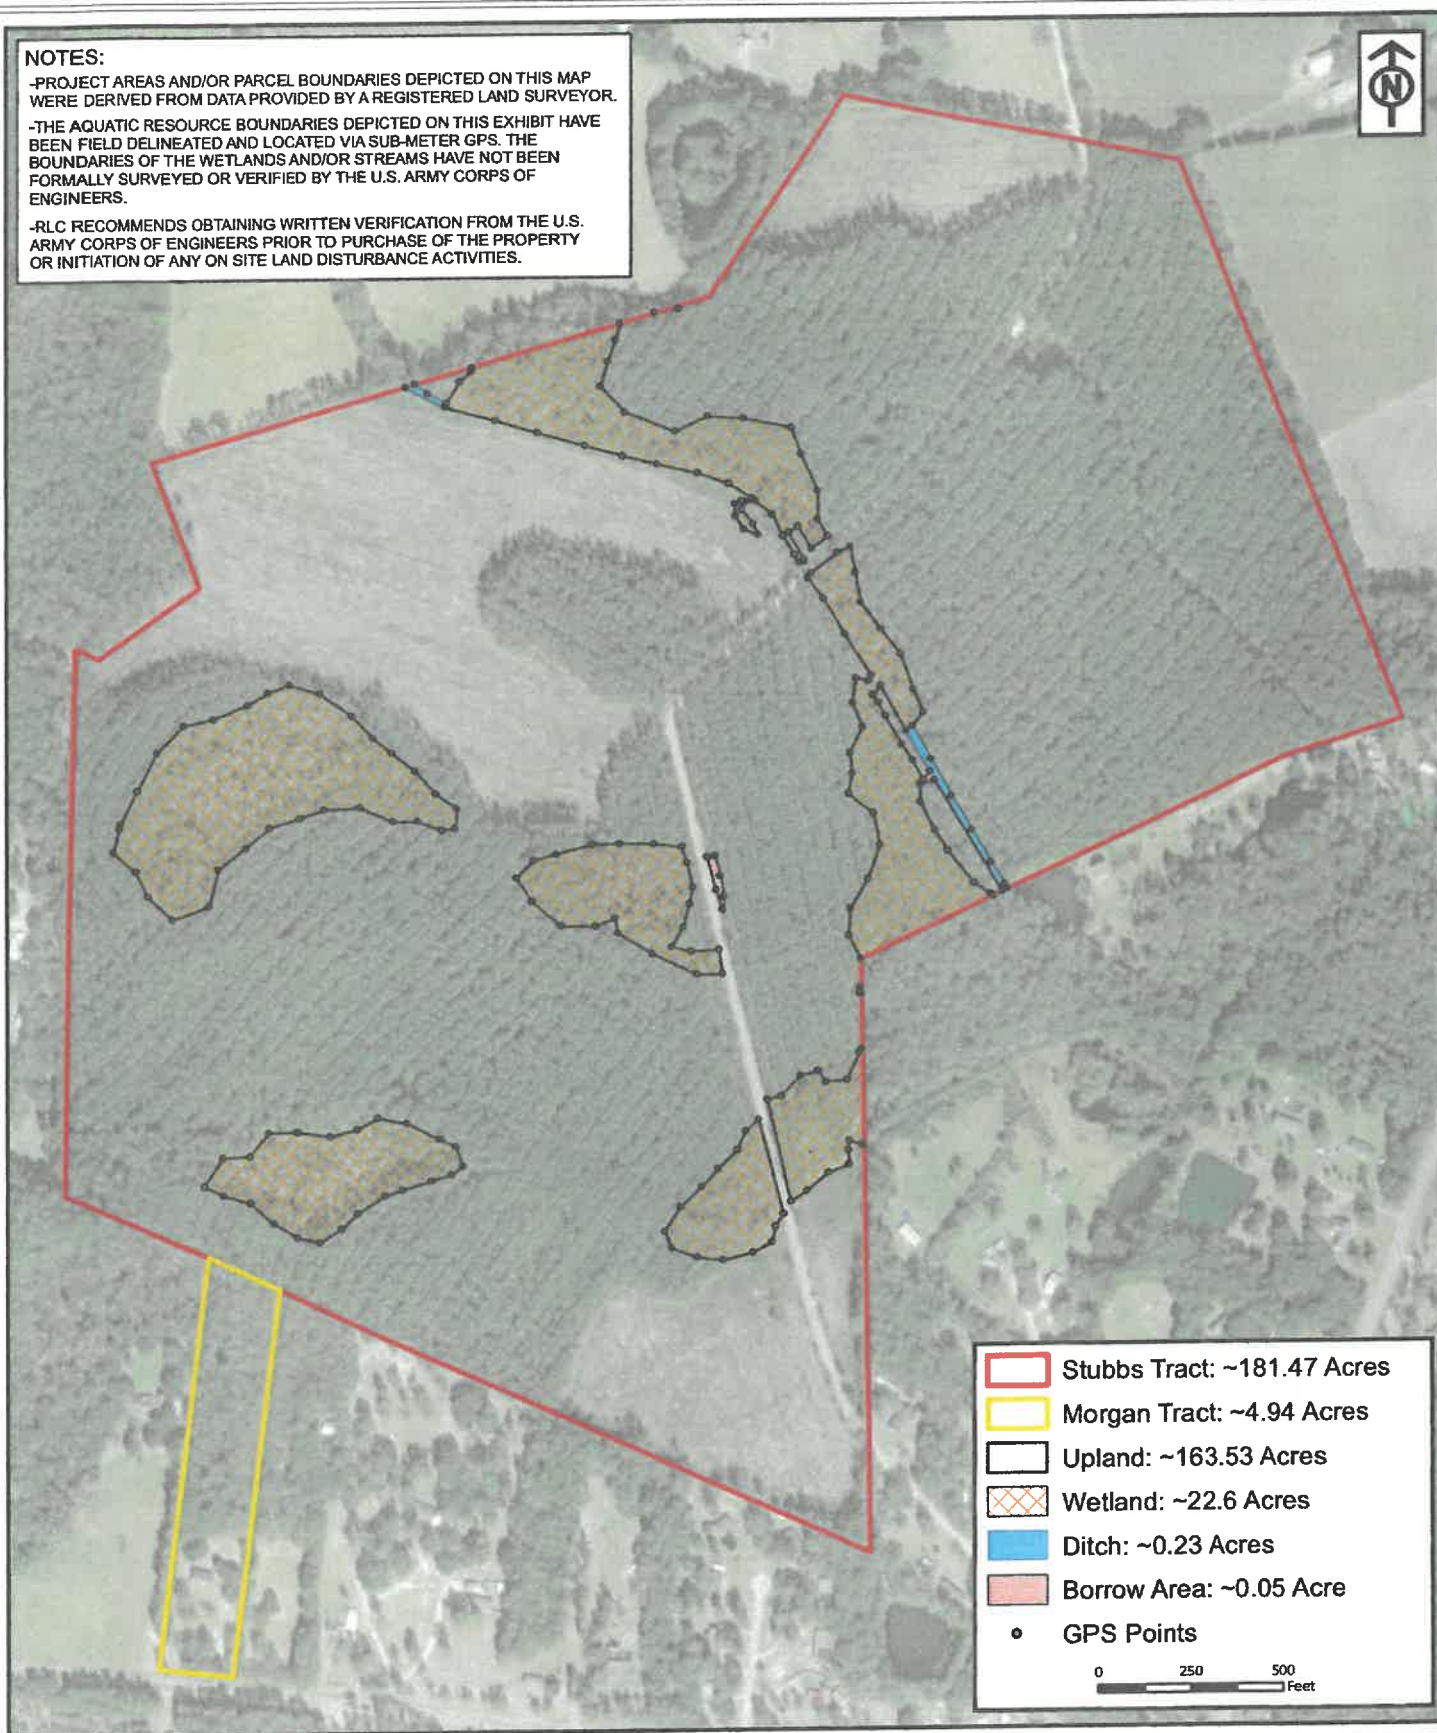 NOTES:
-PROJECT AREAS AND/OR PARCEL BOUNDARIES DEPICTED ON THIS MAP
WERE DERIVED FROM DATA PROVIDED BY A REGISTERED LAND SURVEYOR.
-THE AQUATIC RESOURCE BOUNDARIES DEPICTED ON THIS EXHIBIT HAVE
BEEN FIELD DELINEATED AND LOCATED VIA SUB-METER GPS. THE
BOUNDARIES OF THE WETLANDS AND/OR STREAMS HAVE NOT BEEN
FORMALLY SURVEYED OR VERIFIED BY THE U.S. ARMY CORPS OF
ENGINEERS.
-RLC RECOMMENDS OBTAINING WRITTEN VERIFICATION FROM THE U.S.
ARMY CORPS OF ENGINEERS PRIOR TO PURCHASE OF THE PROPERTY
OR INITIATION OF ANY ON SITE LAND DISTURBANCE ACTIVITIES.
N
Stubbs Tract: ~181.47 Acres
Morgan Tract: ~4.94 Acres
Upland: ~163.53 Acres
Wetland: ~22.6 Acres
Ditch: ~0.23 Acres
Borrow Area: ~0.05 Acre
GPS Points
0 250 500
Feet